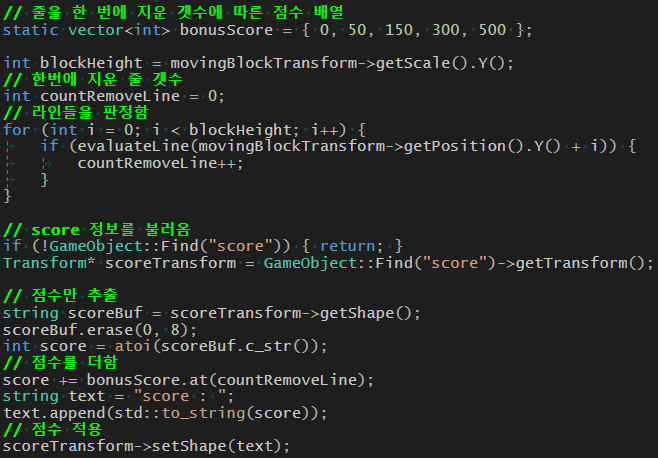 // 줄을 한 번에 지운 갯수에 따른 점수 배열
static vector<int> bonusScore = { 0, 50, 150, 300, 500 };
int blockHeight = movingBlockTransform->getScale().Y();
// 한번에 지운 줄 갯수
int countRemoveLine = 0;
// 라인들을 판정함
for (int i = 0; i < blockHeight; i++) {
if (evaluateLine(movingBlockTransform->getPosition().Y() + i)) {
countRemoveLine++;
}
}
// score 정보를 불러옴
if (!GameObject::Find("score")) { return; }
Transform* scoreTransform = GameObject::Find("score")->getTransform();
// 점수만 추출
string scoreBuf = scoreTransform->getShape();
scoreBuf.erase(0, 8);
int score = atoi(scoreBuf.c_str());
// 점수를 더함
score += bonusScore.at(countRemoveLine);
string text = "score : ";
text.append(std::to_string(score));
// 점수 적용
scoreTransform->setShape(text);